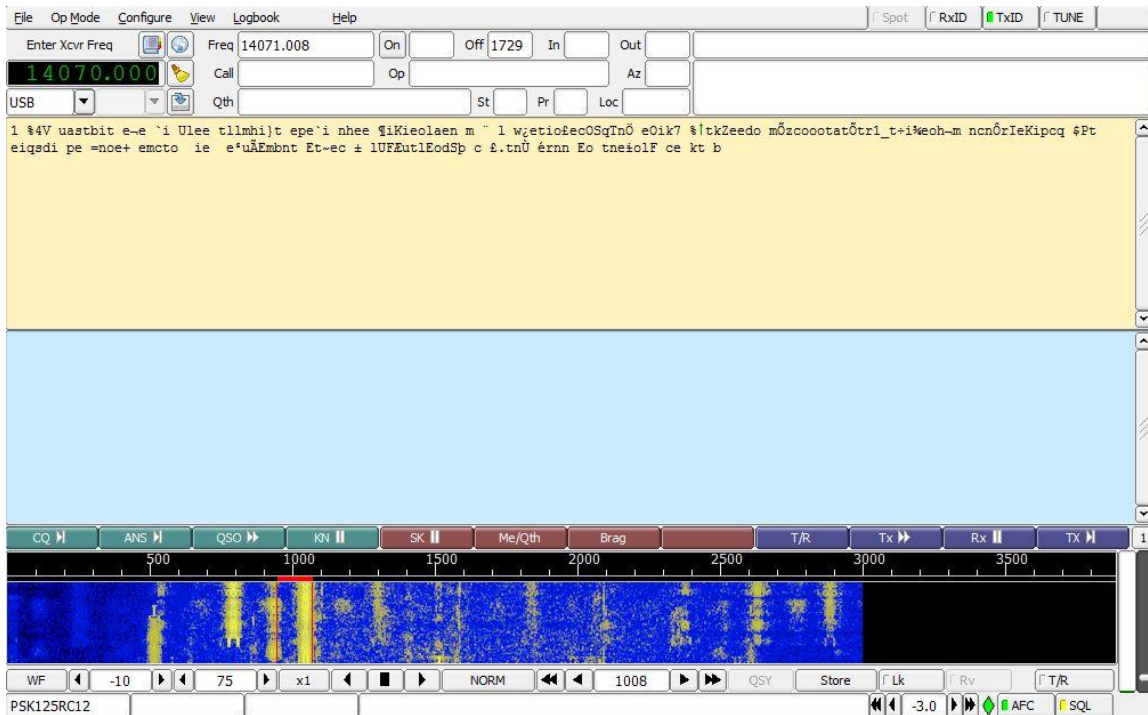 File Op Mode Configure View Logbook Help Spot RxID TxID TUNE
Enter Xcvr Freq Freq 14071.008 On Off 1729 In Out
14070.000 Call Op Az
USB Qth St Pr Loc
1 %4V uastbit e¬e `i Ulee tllmhi}t epe`i nhee ¶iKieolaen m ¨ l w¿etio£ecOSqTnÖ eOik7 %!tkZeedo mÕzcoootatÕtr1_t÷i¾eoh¬m ncnÔrIeKipcq $Pt
eiqsdi pe =noe+ emcto ie eªuÃEmbnt Et~ec ± lUFÆutlEodSþ c £.tnÙ érnn Eo tne±olF ce kt b
CQ ANS QSO KN SK Me/Qth Brag T/R Tx Rx TX 1
500 1000 1500 2000 2500 3000 3500
WF -10 75 x1 NORM 1008 QSY Store Lk Rv T/R
PSK125RC12 -3.0 AFC SQL